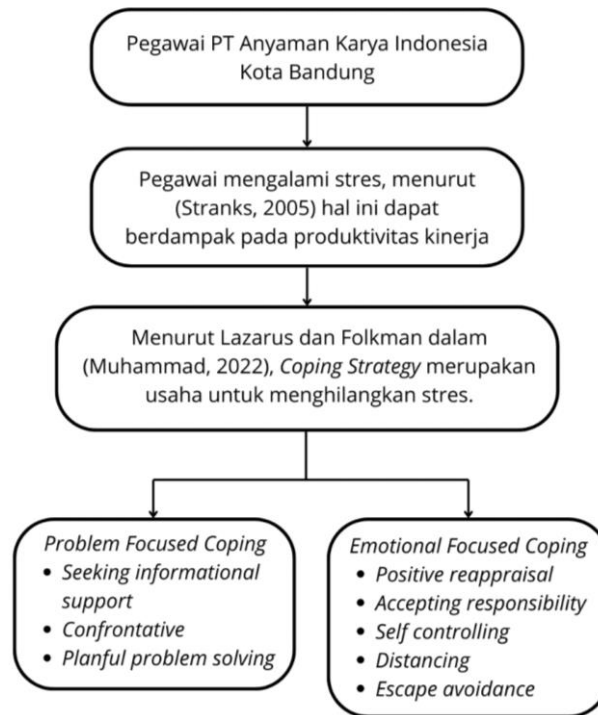 Pegawai PT Anyaman Karya Indonesia
Kota Bandung
Pegawai mengalami stres, menurut
(Stranks, 2005) hal ini dapat
berdampak pada produktivitas kinerja
Menurut Lazarus dan Folkman dalam
(Muhammad, 2022), Coping Strategy merupakan
usaha untuk menghilangkan stres.
Problem Focused Coping
• Seeking informational
support
• Confrontative
• Planful problem solving
Emotional Focused Coping
• Positive reappraisal
• Accepting responsibility
• Self controlling
• Distancing
• Escape avoidance